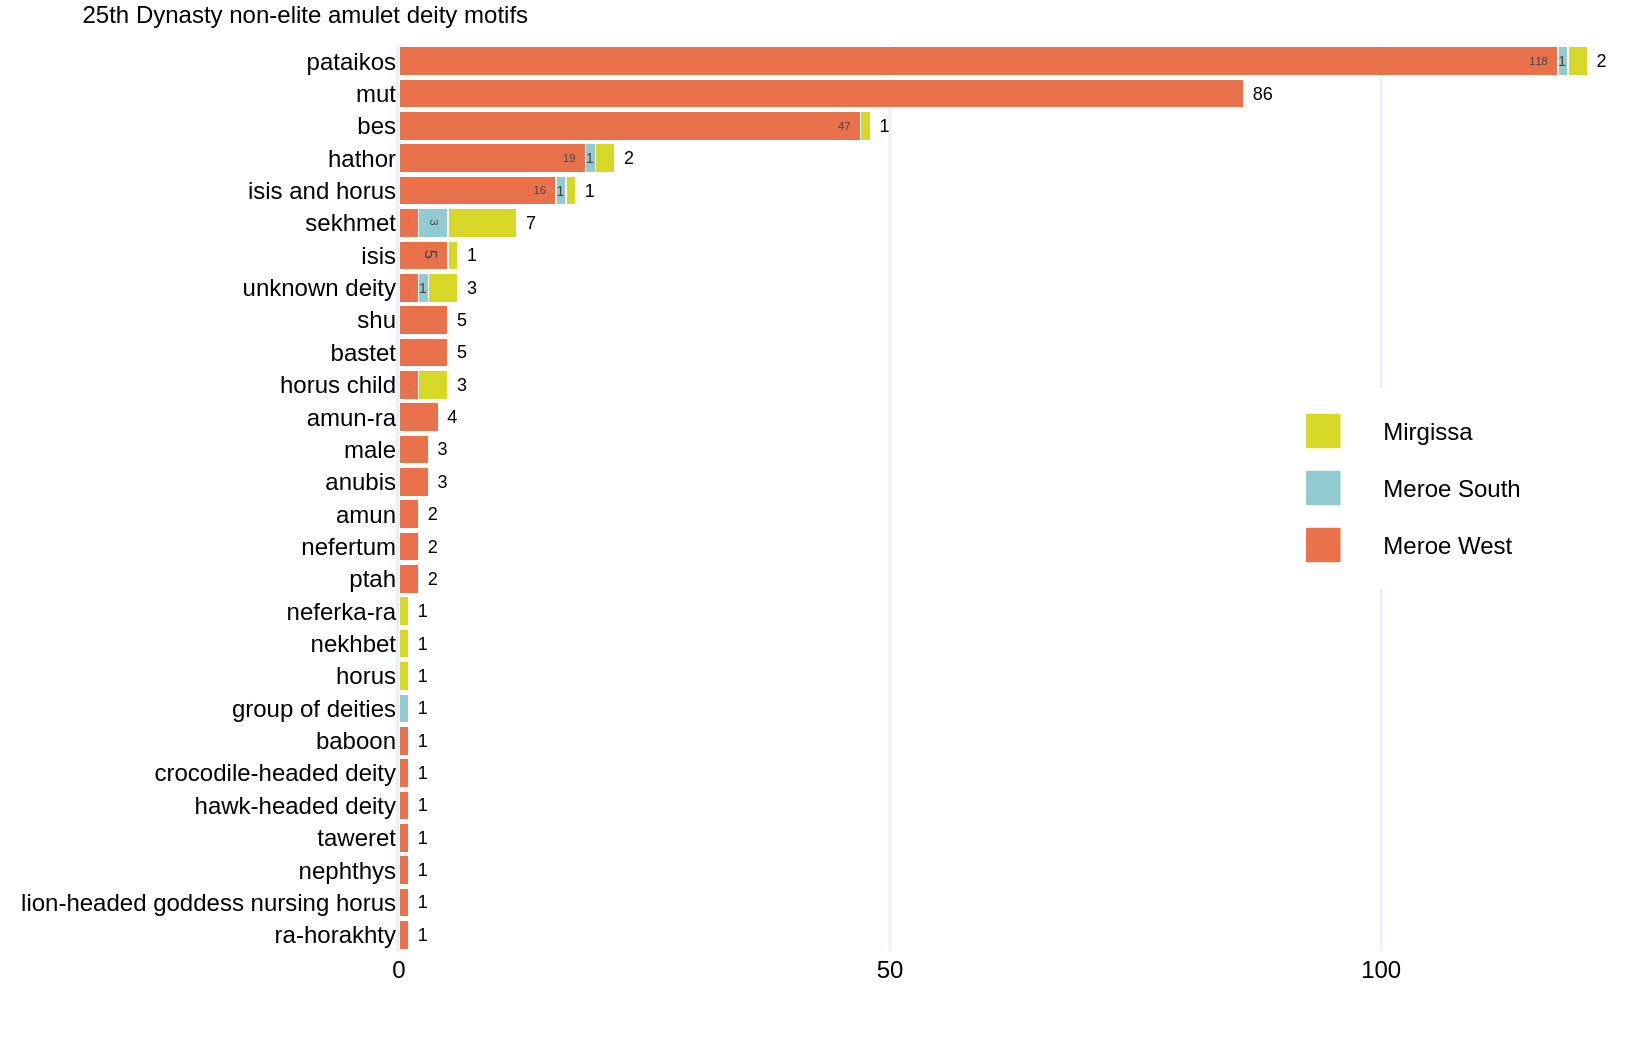 25th Dynasty non-elite amulet deity motifs
pataikos 118 1 2
mut 86
bes 47 1
hathor 19 1 2
isis and horus 16 1 1
sekhmet 3 7
isis 5 1
unknown deity 1 3
shu 5
bastet 5
horus child 3
amun-ra 4
male 3
anubis 3
amun 2
nefertum 2
ptah 2
neferka-ra 1
nekhbet 1
horus 1
group of deities 1
baboon 1
crocodile-headed deity 1
hawk-headed deity 1
taweret 1
nephthys 1
lion-headed goddess nursing horus 1
ra-horakhty 1
0 50 100
Mirgissa
Meroe South
Meroe West